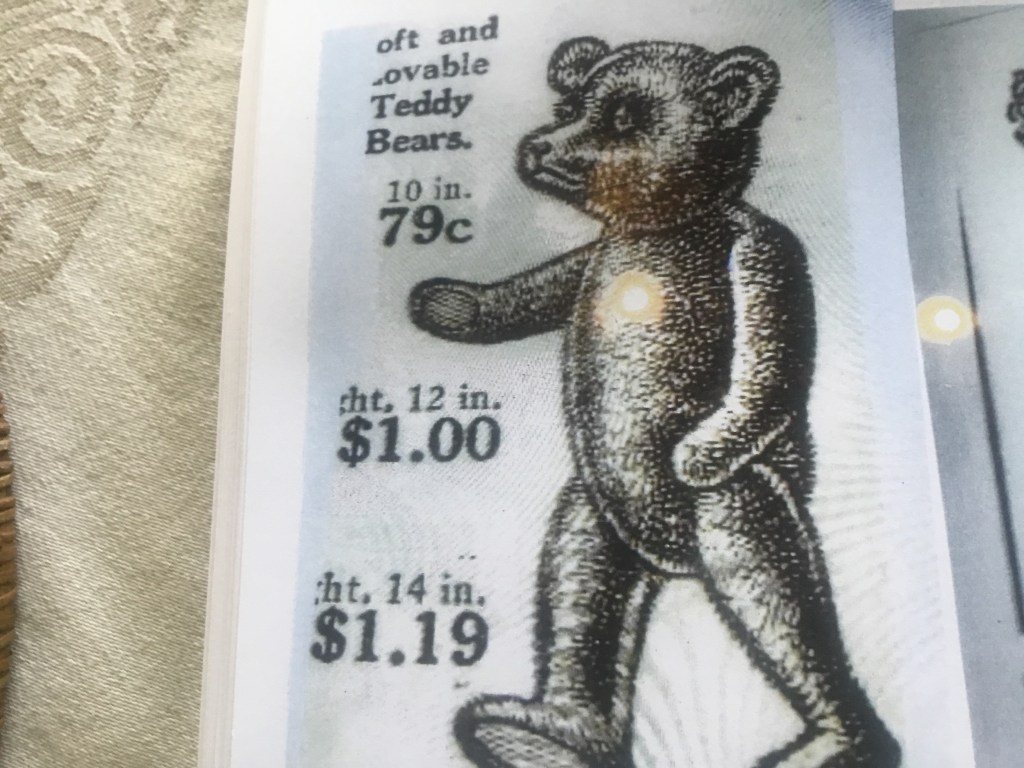 oft and
ovable
Teddy
Bears.
10 in.
79c
ht, 12 in.
$1.00
ht, 14 in.
$1.19